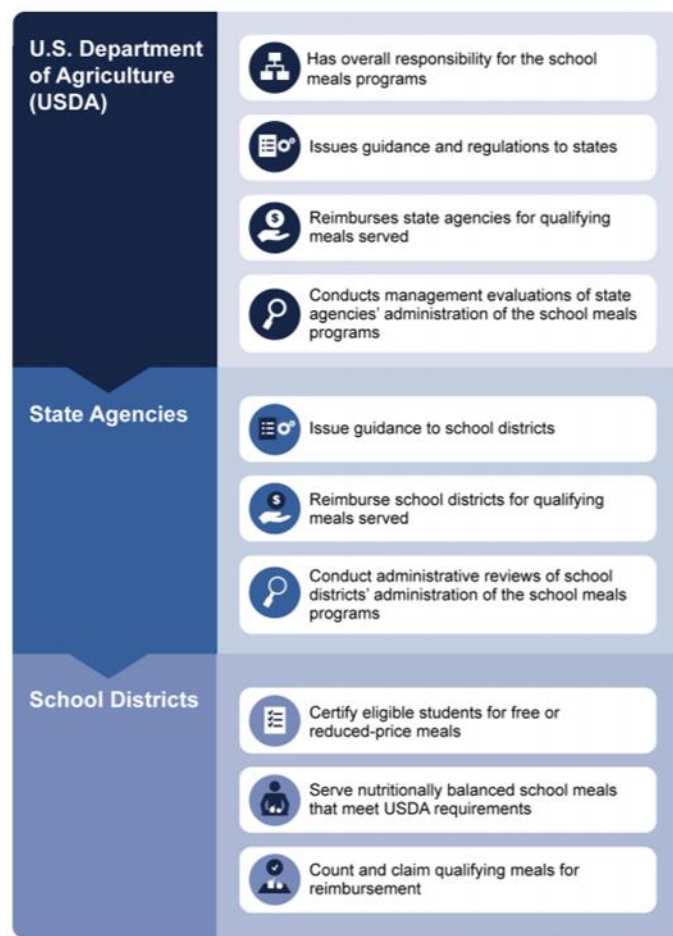 U.S. Department
of Agriculture
(USDA)
Has overall responsibility for the school
meals programs
Issues guidance and regulations to states
Reimburses state agencies for qualifying
meals served
Conducts management evaluations of state
agencies’ administration of the school meals
programs
State Agencies
Issue guidance to school districts
Reimburse school districts for qualifying
meals served
Conduct administrative reviews of school
districts’ administration of the school meals
programs
School Districts
Certify eligible students for free or
reduced-price meals
Serve nutritionally balanced school meals
that meet USDA requirements
Count and claim qualifying meals for
reimbursement